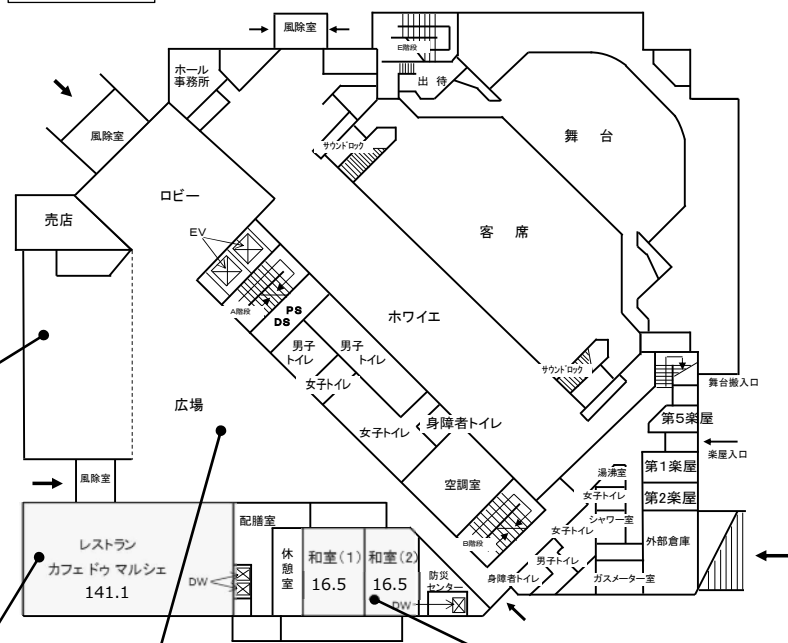 風除室
E階段
ホール
事務所
出 待
風除室
サウンドロック
舞 台
ロビー
売店
客 席
EV
A階段
PS
DS
ホワイエ
男子
トイレ
男子
トイレ
女子トイレ
サウンドロック
舞台搬入口
広場
女子トイレ
身障者トイレ
第5楽屋
楽屋入口
空調室
湯沸室
第1楽屋
風除室
女子トイレ
第2楽屋
シャワー室
配膳室
B階段
女子トイレ
外部倉庫
レストラン
カフェ ドゥ マルシェ
141.1
DW
休
憩
室
和室(1)
16.5
和室(2)
16.5
DW
防災
センター
男子トイレ
身障者トイレ
ガスメーター室